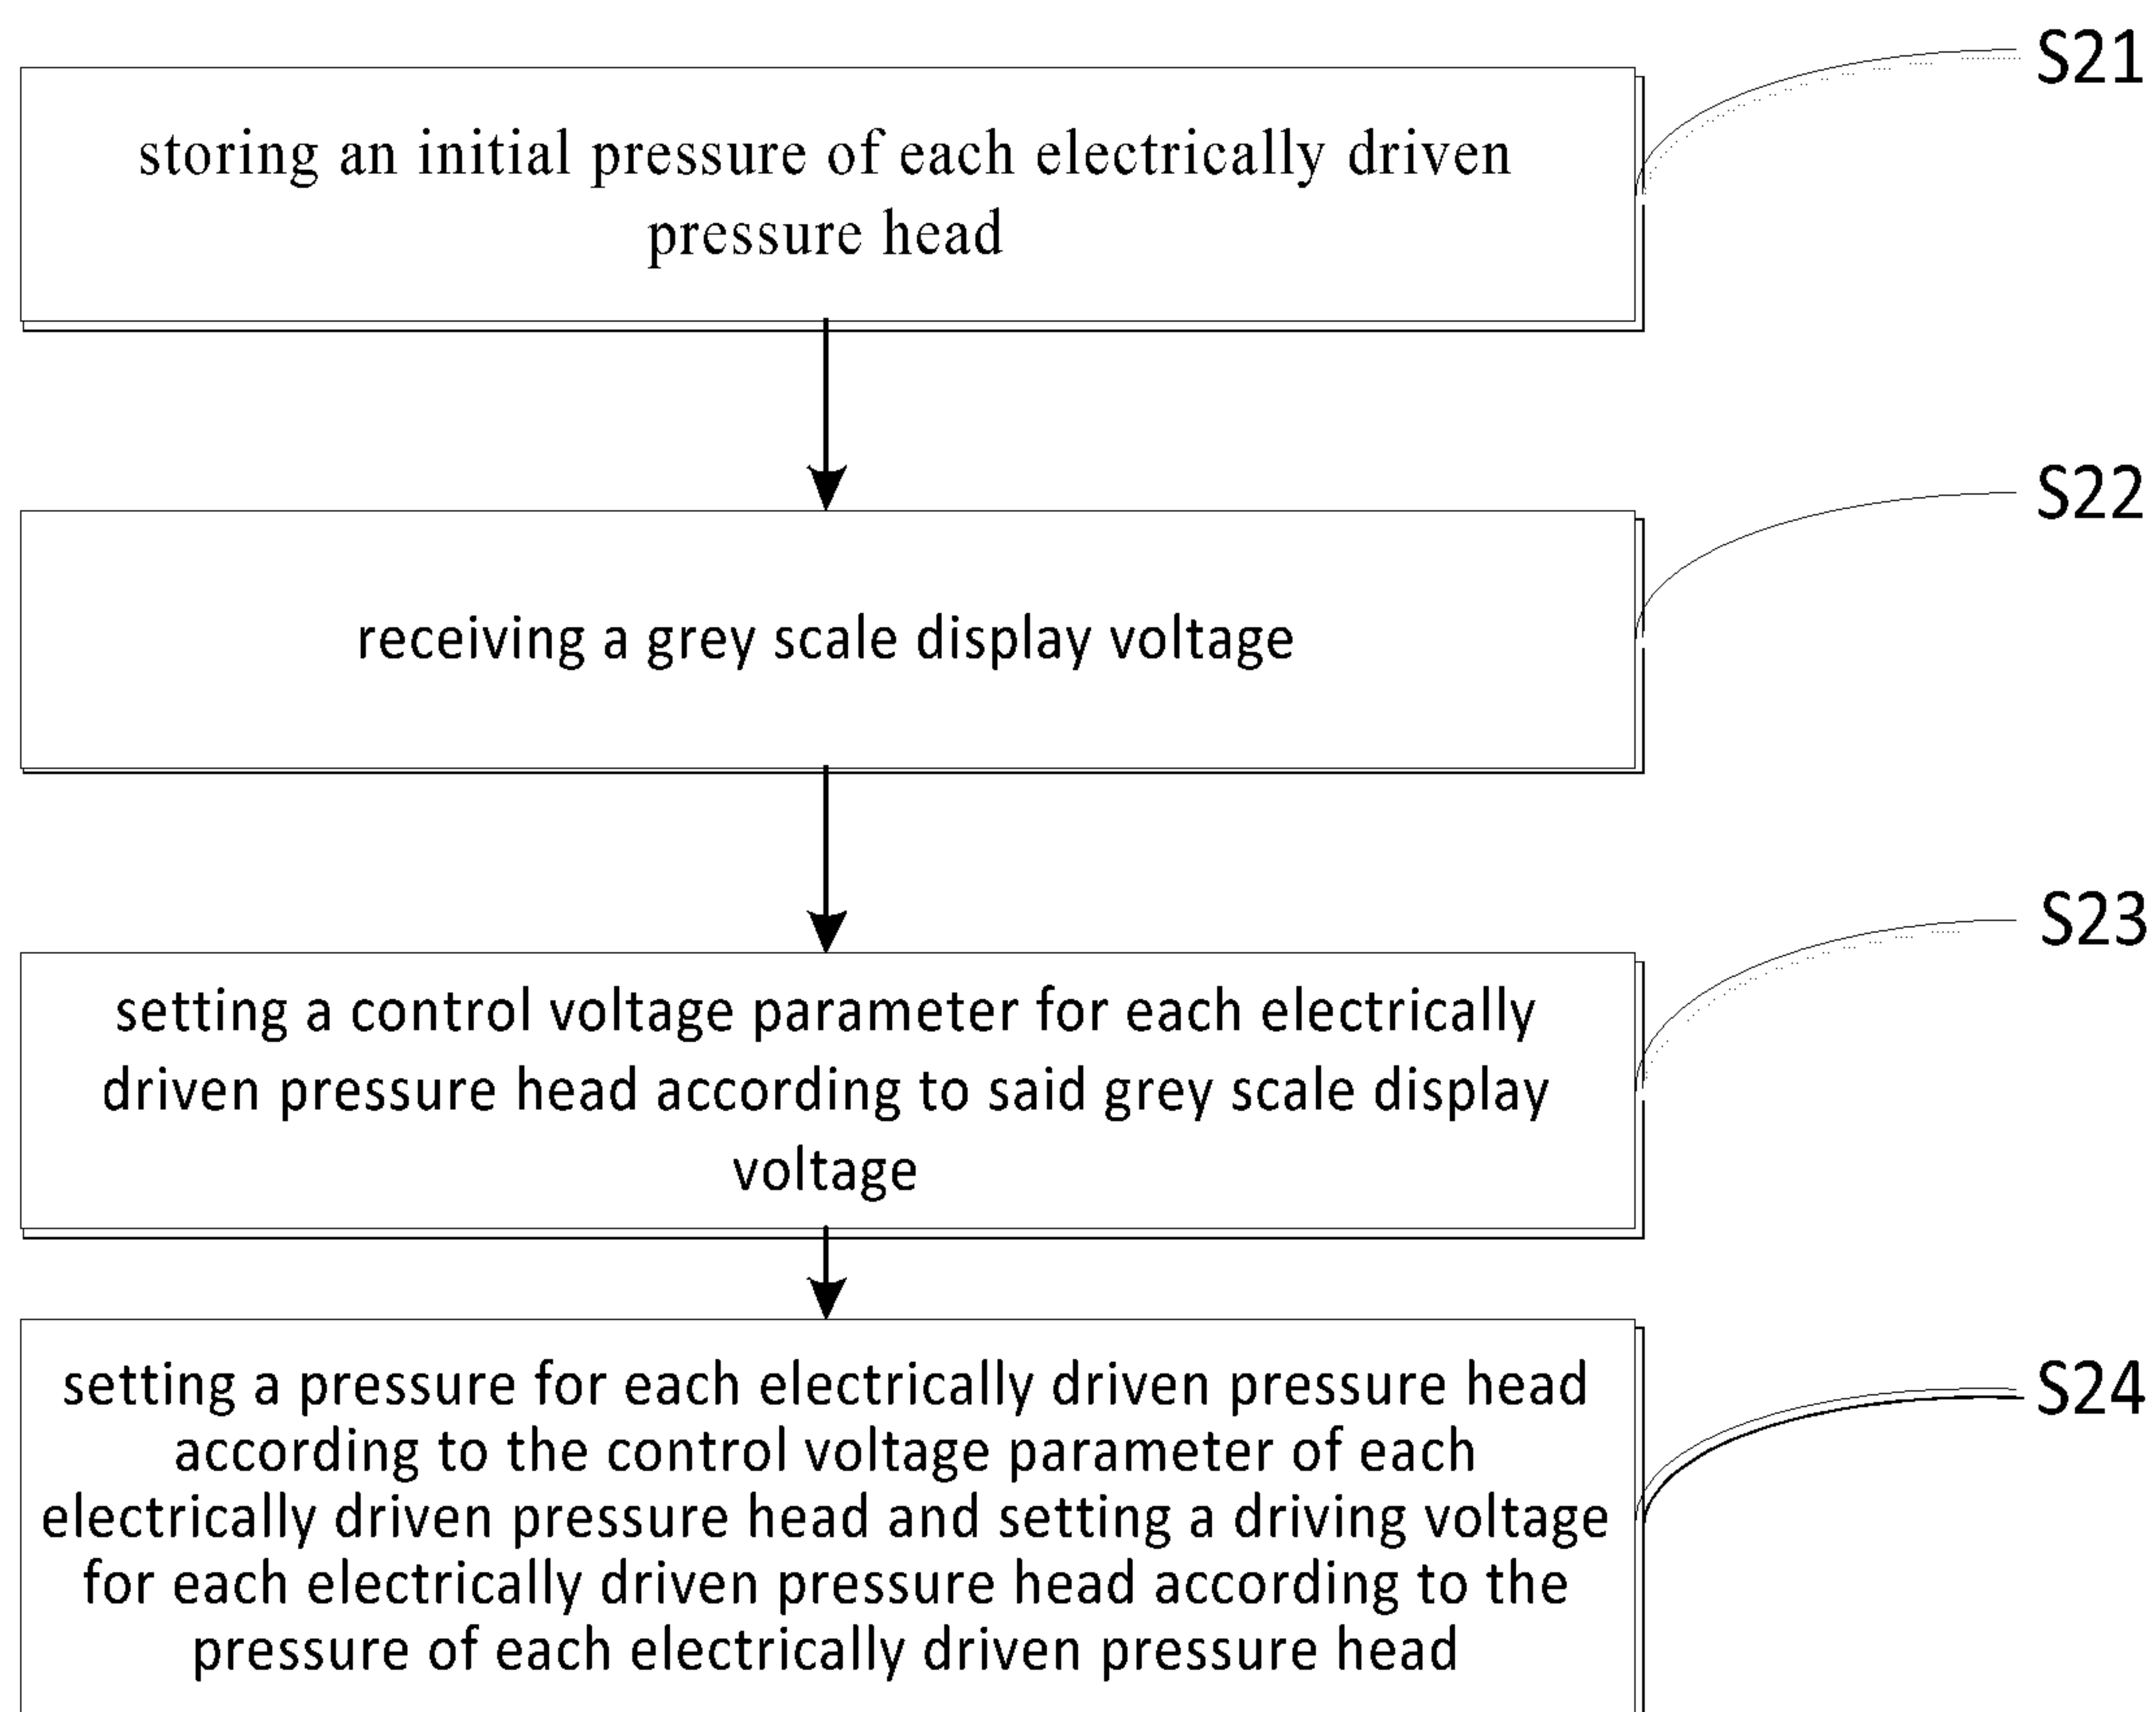 S21
storing an initial pressure of each electrically driven
pressure head
S22
receiving a grey scale display voltage
S23
setting a control voltage parameter for each electrically
driven pressure head according to said grey scale display
voltage
S24
setting a pressure for each electrically driven pressure head
according to the control voltage parameter of each
electrically driven pressure head and setting a driving voltage
for each electrically driven pressure head according to the
pressure of each electrically driven pressure head